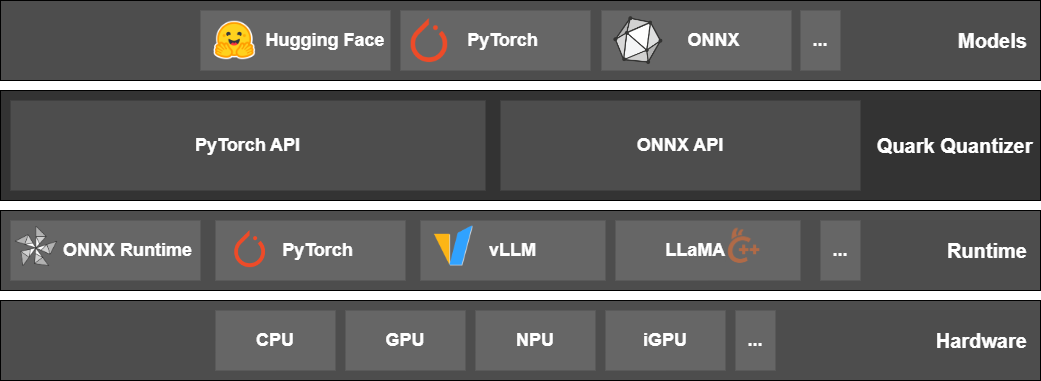 Hugging Face
PyTorch
ONNX
...
Models
PyTorch API
ONNX API
Quark Quantizer
ONNX Runtime
PyTorch
vLLM
LLaMA C++
...
Runtime
CPU
GPU
NPU
iGPU
...
Hardware